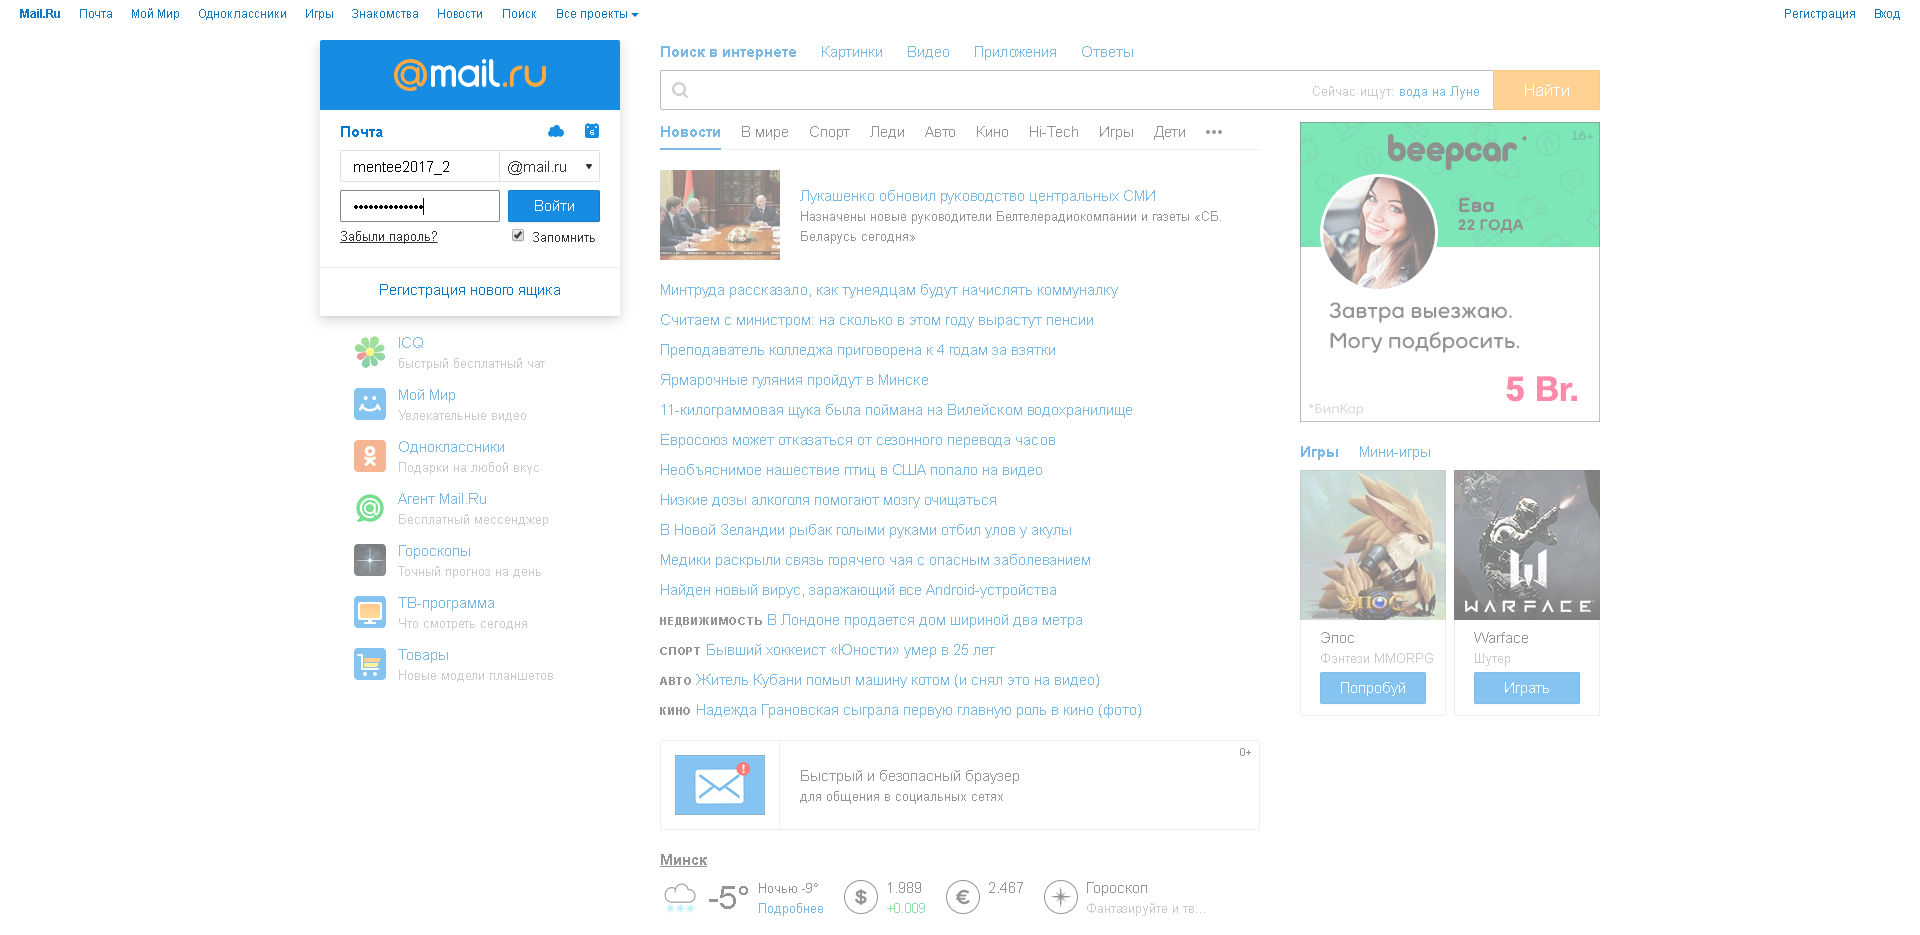 Mail.Ru Почта Мой Мир Одноклассники Игры Знакомства Новости Поиск Все проекты Регистрация Вход
@mail.ru
Почта
6
mentee2017_2 @mail.ru
Войти
Забыли пароль? Запомнить
Регистрация нового ящика
ICQ
быстрый бесплатный чат
Мой Мир
Увлекательные видео
Одноклассники
Подарки на любой вкус
Агент Mail.Ru
Бесплатный мессенджер
Гороскопы
Точный прогноз на день
ТВ-программа
Что смотреть сегодня
Товары
Новые модели планшетов
Поиск в интернете Картинки Видео Приложения Ответы
Сейчас ищут: вода на Луне Найти
Новости В мире Спорт Леди Авто Кино Hi-Tech Игры Дети •••
Лукашенко обновил руководство центральных СМИ
Назначены новые руководители Белтелерадиокомпании и газеты «СБ.
Беларусь сегодня»
Минтруда рассказало, как тунеядцам будут начислять коммуналку
Считаем с министром: на сколько в этом году вырастут пенсии
Преподаватель колледжа приговорена к 4 годам за взятки
Ярмарочные гуляния пройдут в Минске
11-килограммовая щука была поймана на Вилейском водохранилище
Евросоюз может отказаться от сезонного перевода часов
Необъяснимое нашествие птиц в США попало на видео
Низкие дозы алкоголя помогают мозгу очищаться
В Новой Зеландии рыбак голыми руками отбил улов у акулы
Медики раскрыли связь горячего чая с опасным заболеванием
Найден новый вирус, заражающий все Android-устройства
НЕДВИЖИМОСТЬ В Лондоне продается дом шириной два метра
СПОРТ Бывший хоккеист «Юности» умер в 25 лет
АВТО Житель Кубани помыл машину котом (и снял это на видео)
КИНО Надежда Грановская сыграла первую главную роль в кино (фото)
0+
Быстрый и безопасный браузер
для общения в социальных сетях
Минск
-5° Ночью -9°
Подробнее
$ 1.989
+0.009
€ 2.467
Гороскоп
Фантазируйте и тв...
16+
beepcar*
Ева
22 ГОДА
Завтра выезжаю.
Могу подбросить.
5 Br.
*БипКар
Игры Мини-игры
ЭПОС
Эпос
Фэнтези MMORPG
Попробуй
WARFACE
Warface
Шутер
Играть